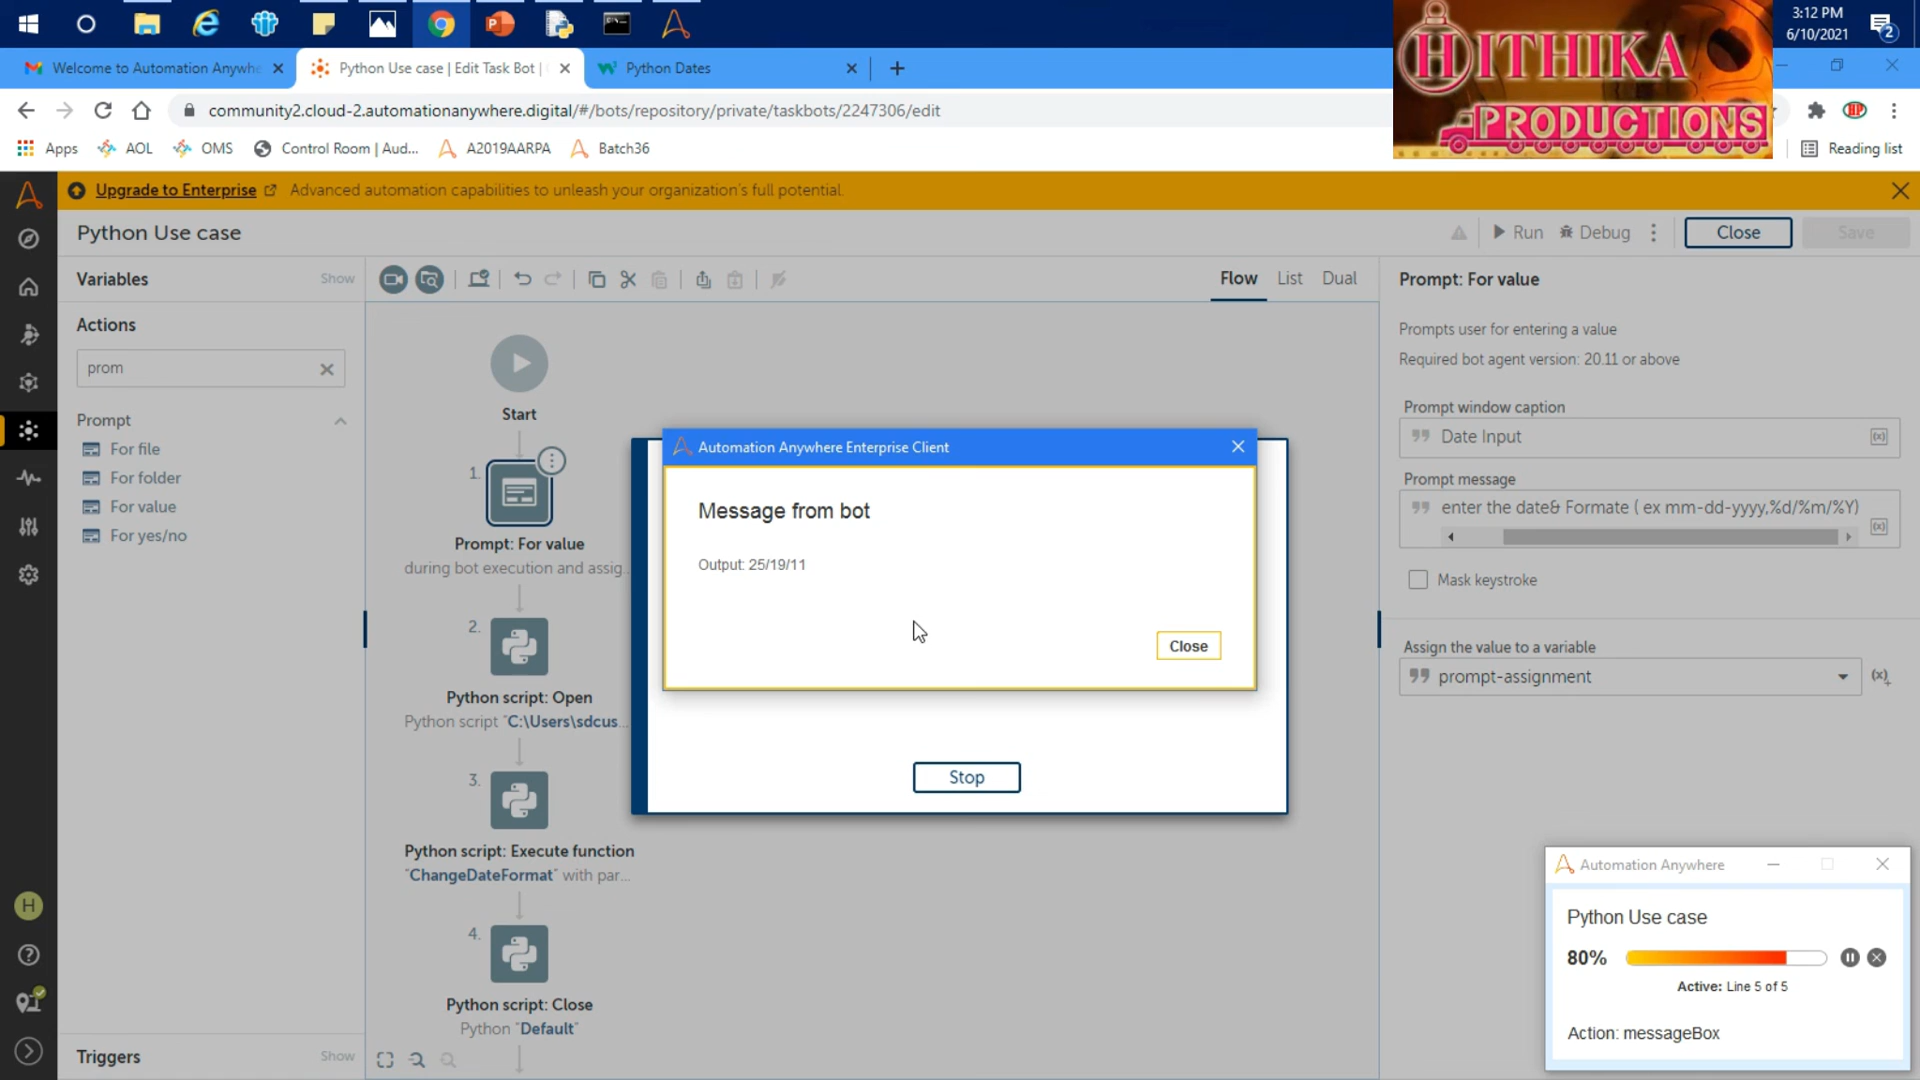 3:12 PM
6/10/2021
2
HITHIKA
PRODUCTIONS
Welcome to Automation Anywhe
Python Use case | Edit Task Bot |
Python Dates
community2.cloud-2.automationanywhere.digital/#/bots/repository/private/taskbots/2247306/edit
HP
Apps
AOL
OMS
Control Room | Aud...
A2019AARPA
Batch36
Reading list
Upgrade to Enterprise
Advanced automation capabilities to unleash your organization's full potential.
Python Use case
Run
Debug
Close
Save
Variables
Show
Flow
List
Dual
Prompt: For value
Actions
prom
Prompt
For file
For folder
For value
For yes/no
Start
1.
Prompt: For value
during bot execution and assig...
2.
Python script: Open
Python script "C:\Users\sdcus...
3.
Python script: Execute function
"ChangeDateFormat" with par...
4.
Python script: Close
Python "Default"
Automation Anywhere Enterprise Client
Message from bot
Output: 25/19/11
Close
Stop
Prompts user for entering a value
Required bot agent version: 20.11 or above
Prompt window caption
Date Input
(x)
Prompt message
enter the date& Formate ( ex mm-dd-yyyy,%d/%m/%Y)
(x)
Mask keystroke
Assign the value to a variable
prompt-assignment
(x)+
Automation Anywhere
Python Use case
80%
Active: Line 5 of 5
Action: messageBox
H
Triggers
Show